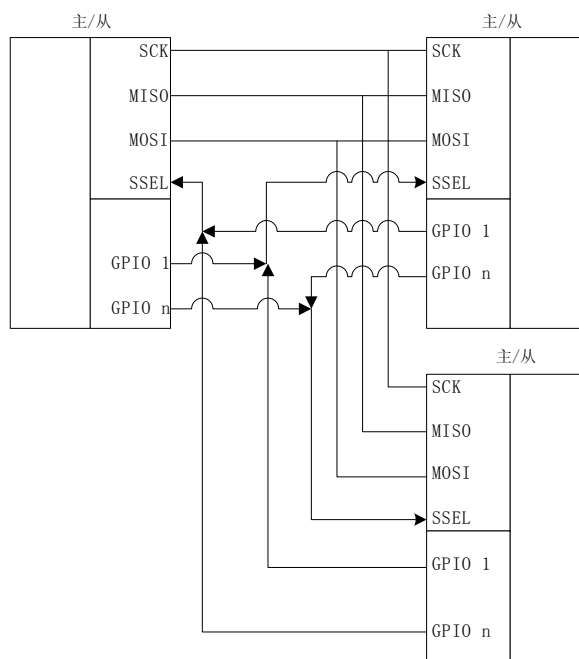 主/从
SCK
MISO
MOSI
SSEL
GPIO 1
GPIO n
主/从
SCK
MISO
MOSI
SSEL
GPIO 1
GPIO n
主/从
SCK
MISO
MOSI
SSEL
GPIO 1
GPIO n